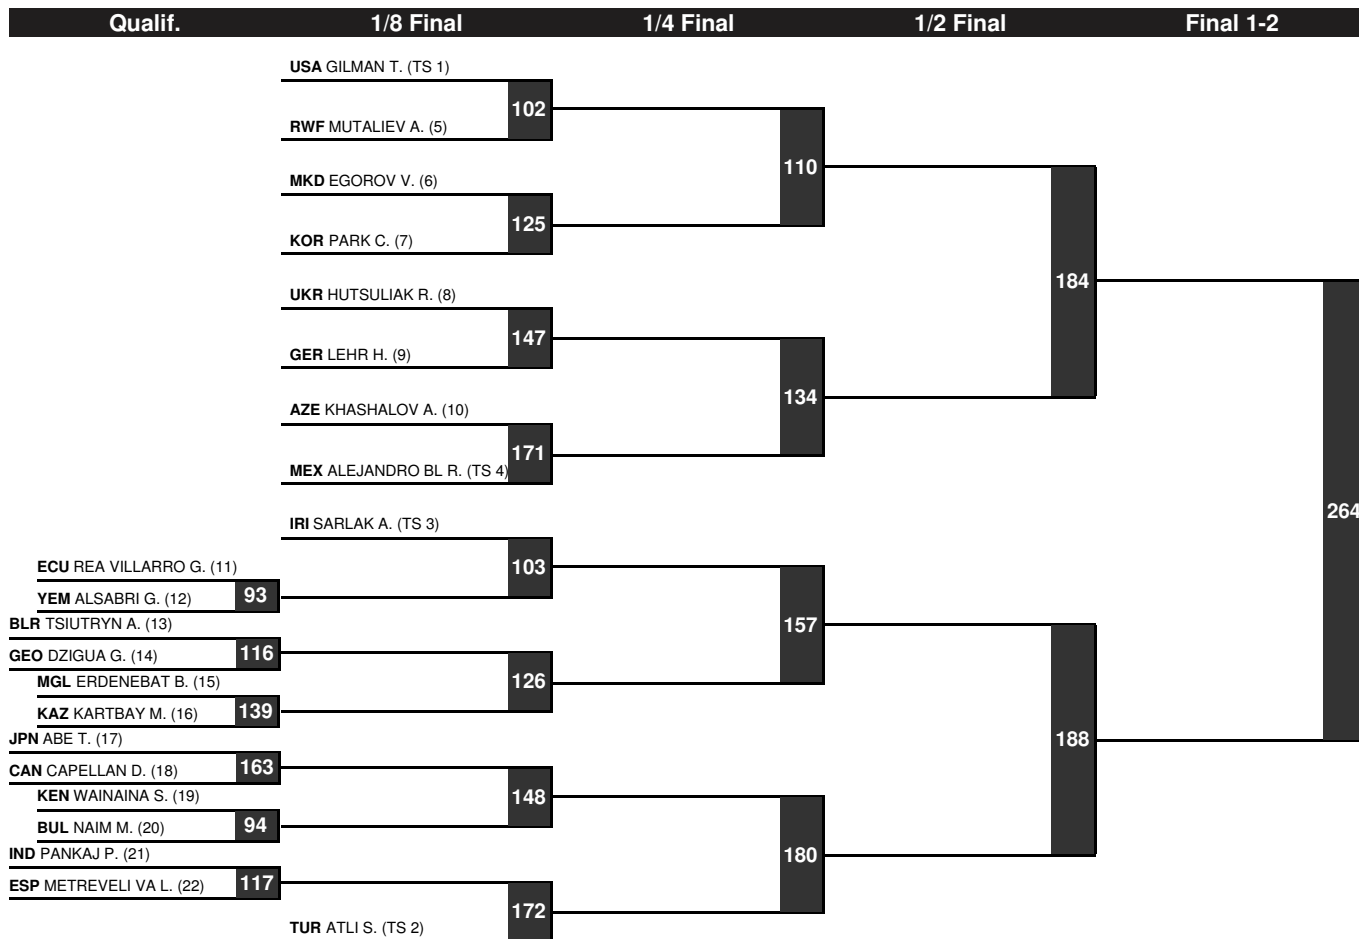 Qualif. 1/8 Final 1/4 Final 1/2 Final Final 1-2
USA GILMAN T. (TS 1)
102
RWF MUTALIEV A. (5)
110
MKD EGOROV V. (6)
125
KOR PARK C. (7)
184
UKR HUTSULIAK R. (8)
147
GER LEHR H. (9)
134
AZE KHASHALOV A. (10)
171
MEX ALEJANDRO BL R. (TS 4)
264
IRI SARLAK A. (TS 3)
103
ECU REA VILLARRO G. (11)
93
YEM ALSABRI G. (12)
157
BLR TSIUTRYN A. (13)
116
GEO DZIGUA G. (14)
126
MGL ERDENEBAT B. (15)
139
KAZ KARTBAY M. (16)
188
JPN ABE T. (17)
163
CAN CAPELLAN D. (18)
148
KEN WAINAINA S. (19)
94
BUL NAIM M. (20)
180
IND PANKAJ P. (21)
117
ESP METREVELI VA L. (22)
172
TUR ATLI S. (TS 2)